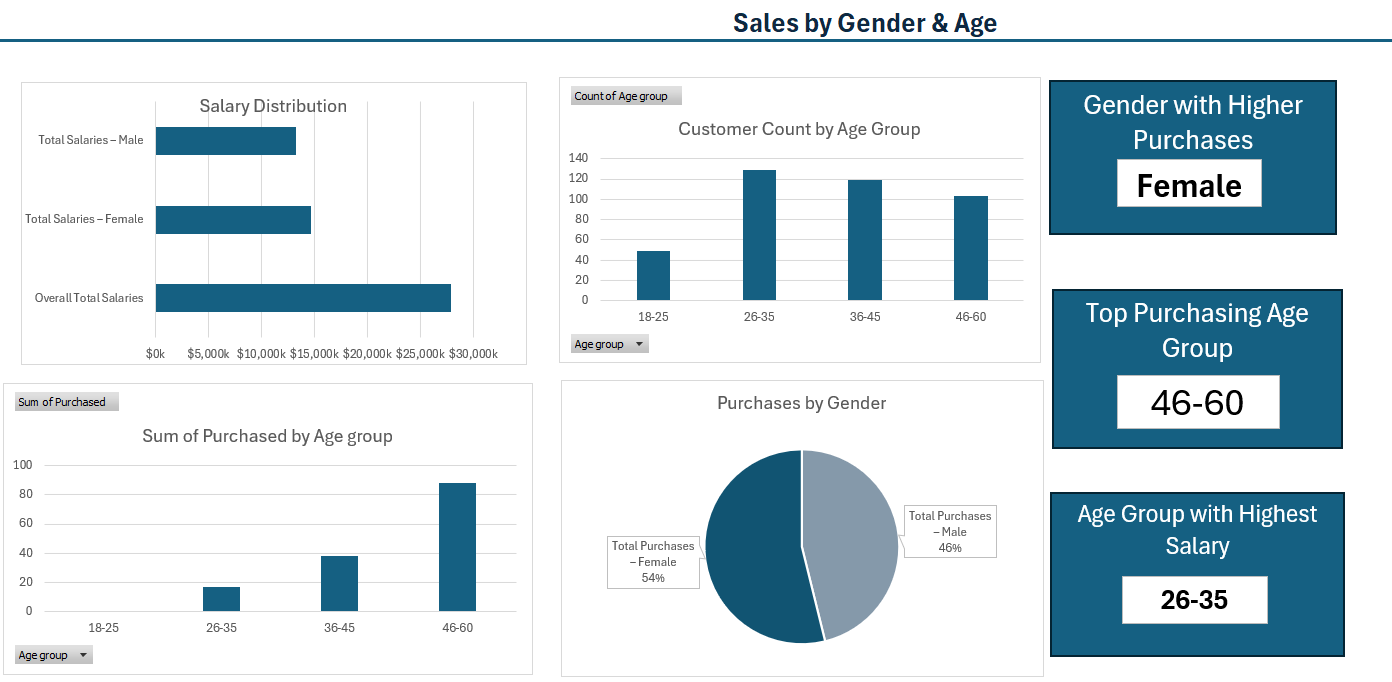 Sales by Gender & Age
Salary Distribution
Total Salaries – Male
Total Salaries – Female
Overall Total Salaries
$0k $5,000k $10,000k $15,000k $20,000k $25,000k $30,000k
Count of Age group
Customer Count by Age Group
140
120
100
80
60
40
20
0
18-25 26-35 36-45 46-60
Age group
Gender with Higher
Purchases
Female
Top Purchasing Age
Group
46-60
Sum of Purchased
Sum of Purchased by Age group
100
80
60
40
20
0
18-25 26-35 36-45 46-60
Age group
Purchases by Gender
Total Purchases
– Female
54%
Total Purchases
– Male
46%
Age Group with Highest
Salary
26-35